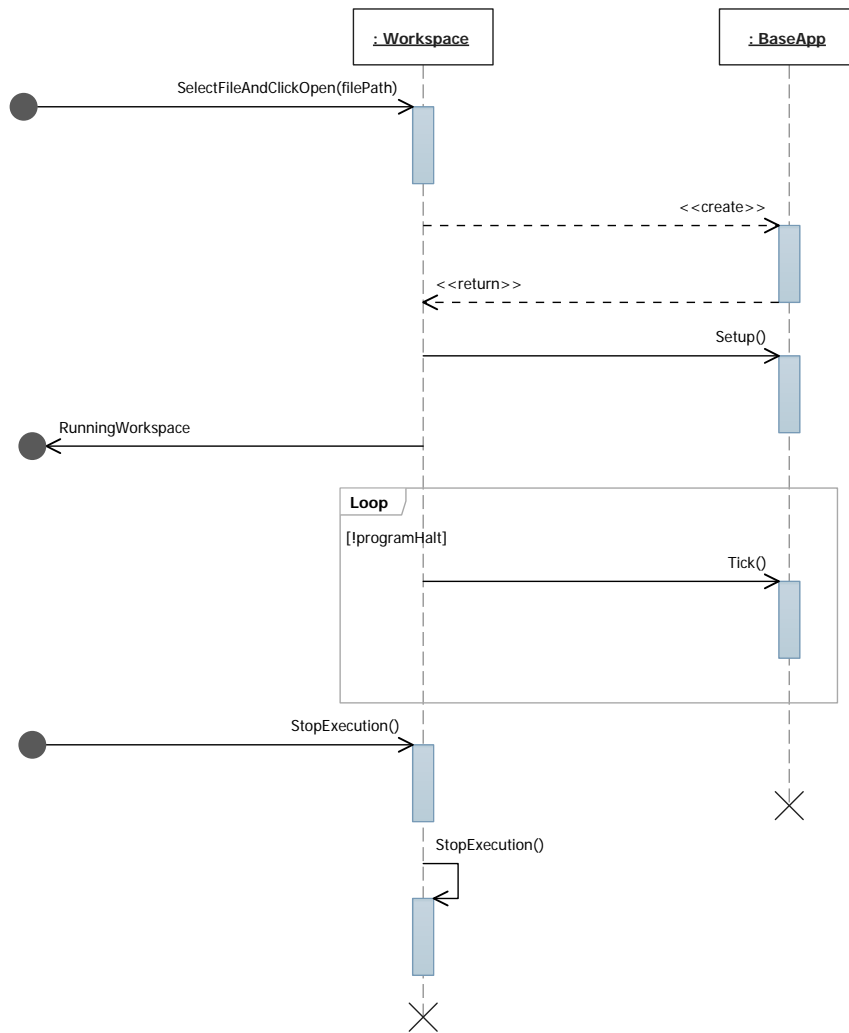 : Workspace
: BaseApp
SelectFileAndClickOpen(filePath)
<<create>>
<<return>>
Setup()
RunningWorkspace
Loop
[!programHalt]
Tick()
StopExecution()
StopExecution()